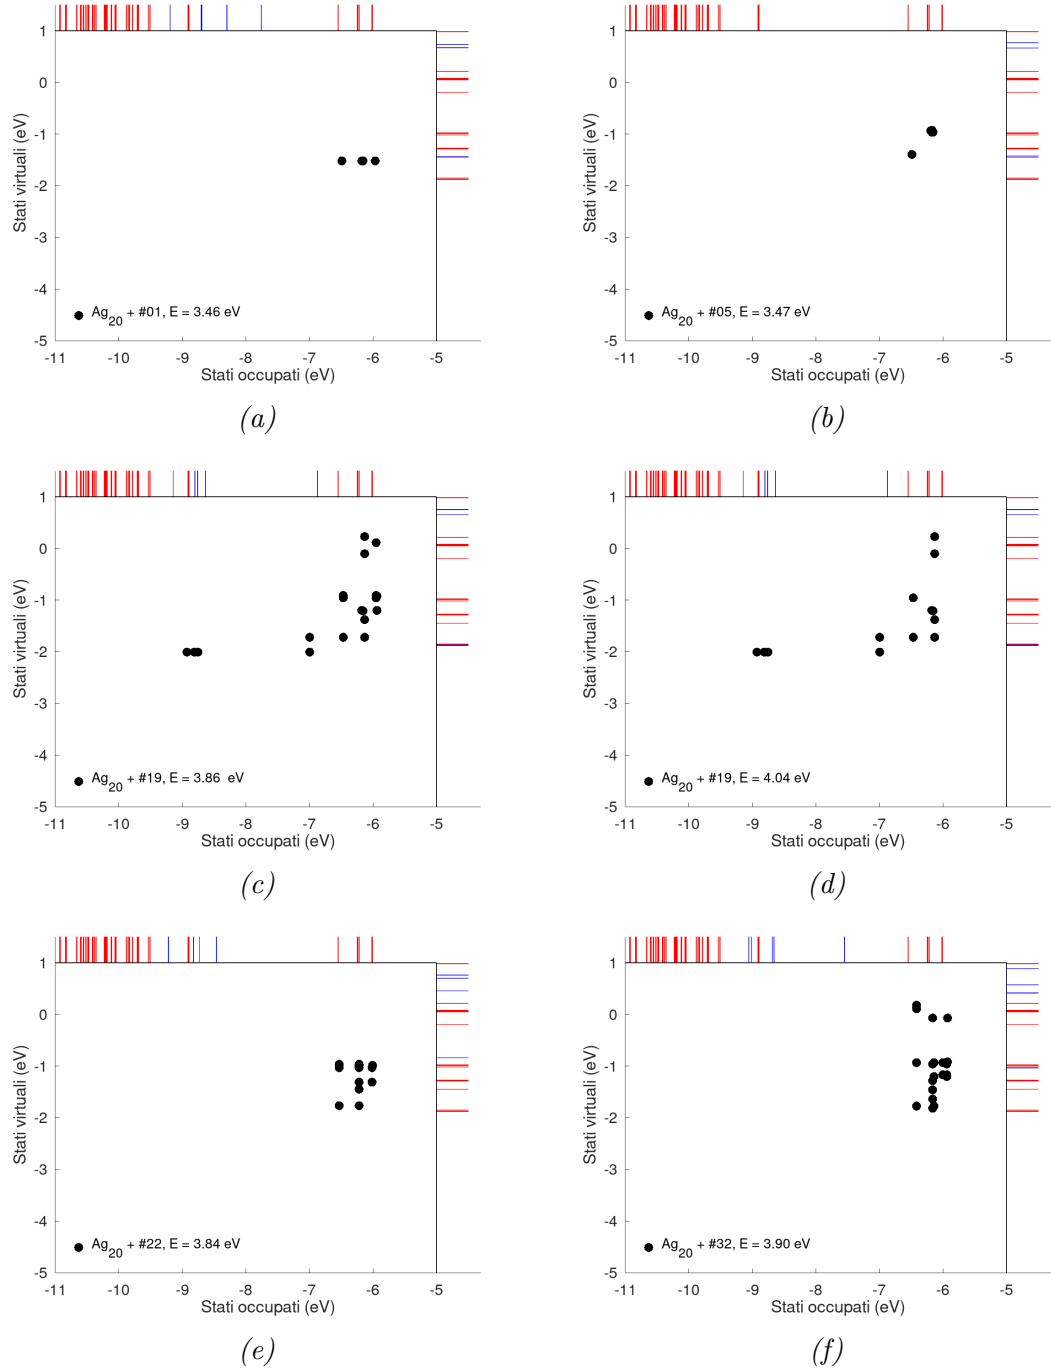 1
0
-1
-2
-3
-4
-5
Stati virtuali (eV)
Ag20 + #01, E = 3.46 eV
-11 -10 -9 -8 -7 -6 -5
Stati occupati (eV)
(a)
1
0
-1
-2
-3
-4
-5
Stati virtuali (eV)
Ag20 + #05, E = 3.47 eV
-11 -10 -9 -8 -7 -6 -5
Stati occupati (eV)
(b)
1
0
-1
-2
-3
-4
-5
Stati virtuali (eV)
Ag20 + #19, E = 3.86 eV
-11 -10 -9 -8 -7 -6 -5
Stati occupati (eV)
(c)
1
0
-1
-2
-3
-4
-5
Stati virtuali (eV)
Ag20 + #19, E = 4.04 eV
-11 -10 -9 -8 -7 -6 -5
Stati occupati (eV)
(d)
1
0
-1
-2
-3
-4
-5
Stati virtuali (eV)
Ag20 + #22, E = 3.84 eV
-11 -10 -9 -8 -7 -6 -5
Stati occupati (eV)
(e)
1
0
-1
-2
-3
-4
-5
Stati virtuali (eV)
Ag20 + #32, E = 3.90 eV
-11 -10 -9 -8 -7 -6 -5
Stati occupati (eV)
(f)